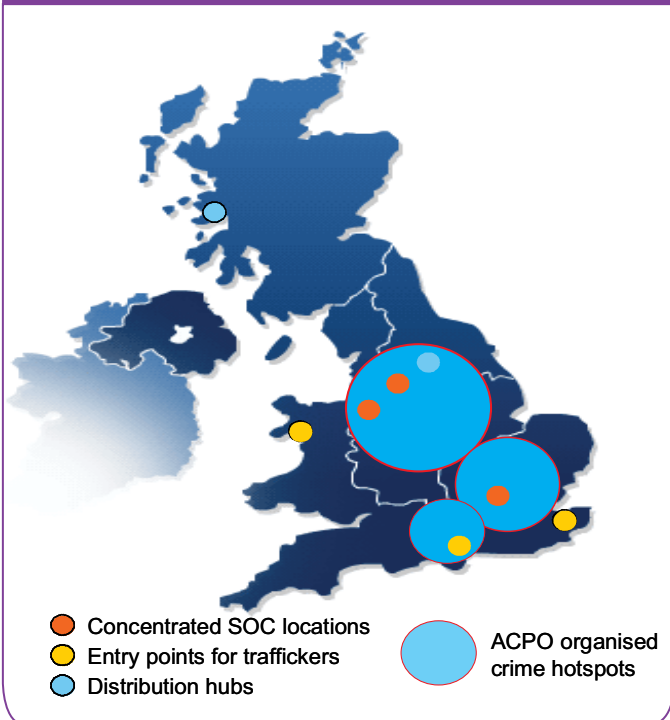 Concentrated SOC locations
Entry points for traffickers
Distribution hubs
ACPO organised
crime hotspots